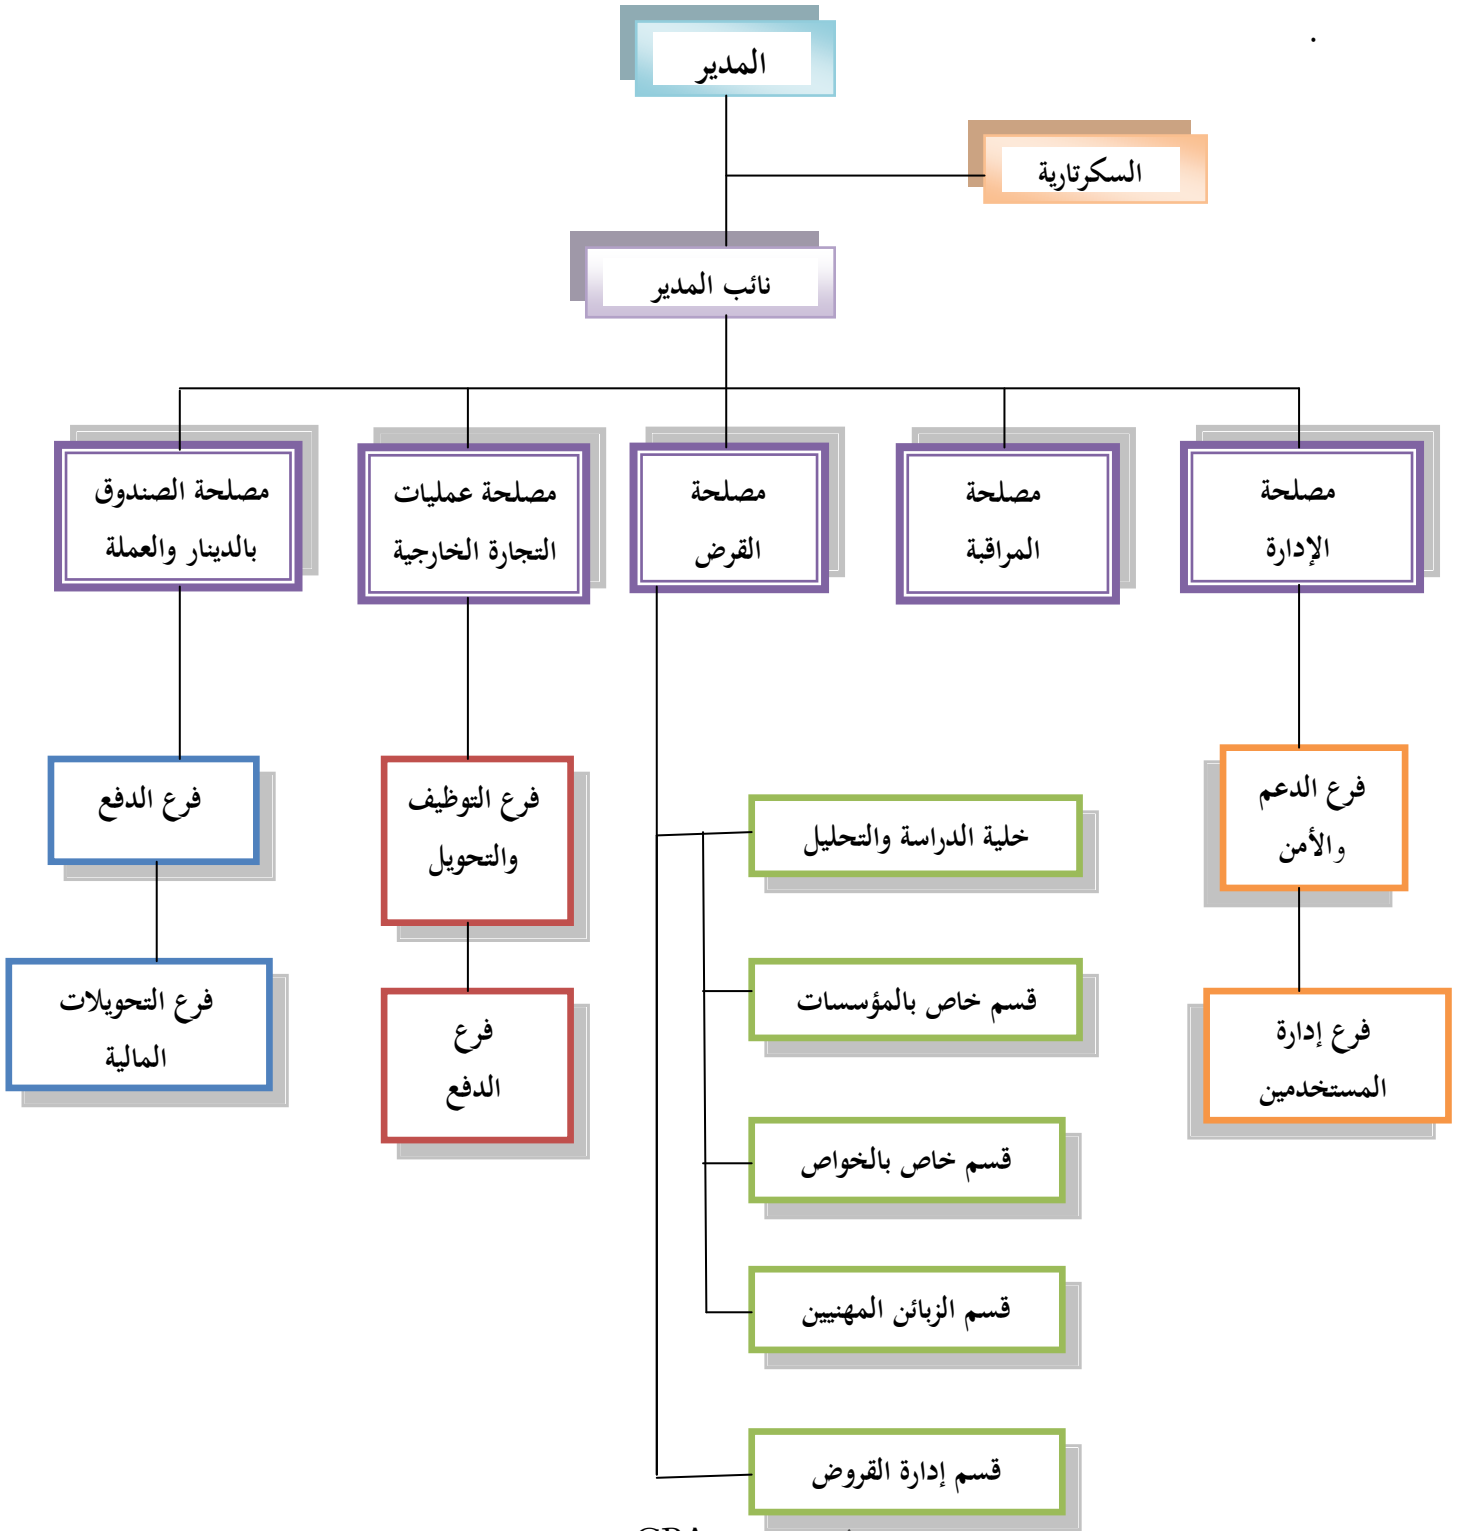 .
المدير
السكرتارية
نائب المدير
مصلحة
الإدارة
مصلحة
المراقبة
مصلحة
القرض
مصلحة عمليات
التجارة الخارجية
مصلحة الصندوق
بالدينار والعملة
فرع الدعم
والأمن
فرع إدارة
المستخدمين
خلية الدراسة والتحليل
قسم خاص بالمؤسسات
قسم خاص بالخواص
قسم الزبائن المهنيين
قسم إدارة القروض
فرع التوظيف
والتحويل
فرع
الدفع
فرع الدفع
فرع التحويلات
المالية